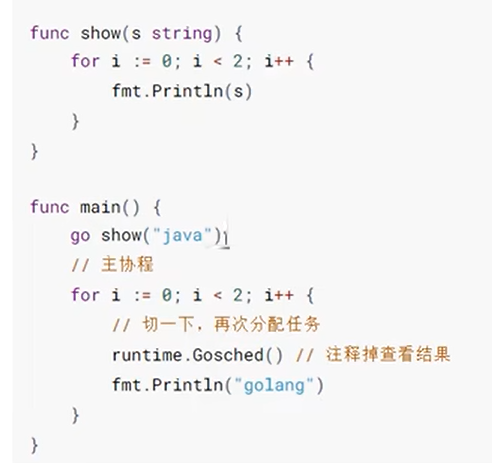 func show(s string) {
    for i := 0; i < 2; i++ {
        fmt.Println(s)
    }
}

func main() {
    go show("java")
    // 主协程
    for i := 0; i < 2; i++ {
        // 切一下，再次分配任务
        runtime.Gosched() // 注释掉查看结果
        fmt.Println("golang")
    }
}